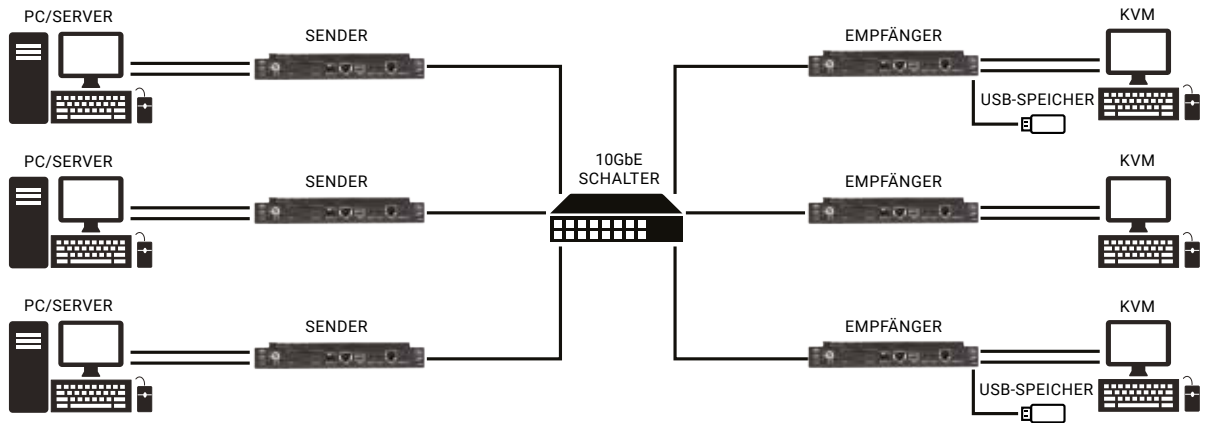 PC/SERVER
SENDER
EMPFÄNGER
KVM
USB-SPEICHER
PC/SERVER
SENDER
10GbE
SCHALTER
EMPFÄNGER
KVM
PC/SERVER
SENDER
EMPFÄNGER
KVM
USB-SPEICHER